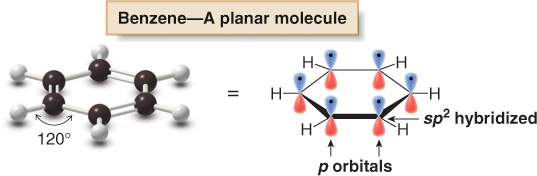 Benzene—A planar molecule
120°
=
H
H
H
H
H
H
sp² hybridized
p orbitals